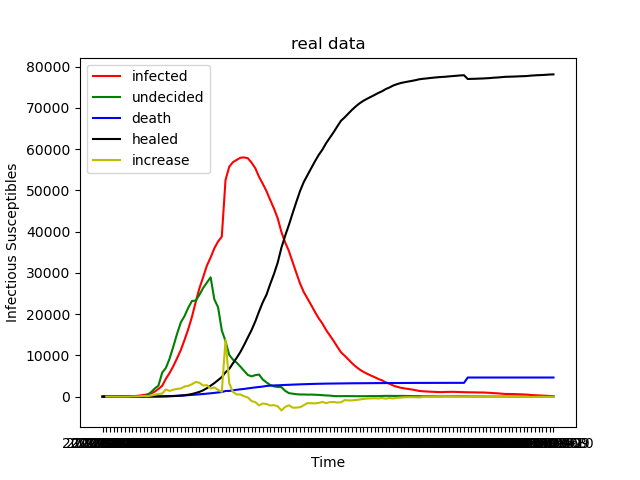 real data
infected
undecided
death
healed
increase
80000
70000
60000
50000
40000
30000
20000
10000
0
Infectious Susceptibles
Time